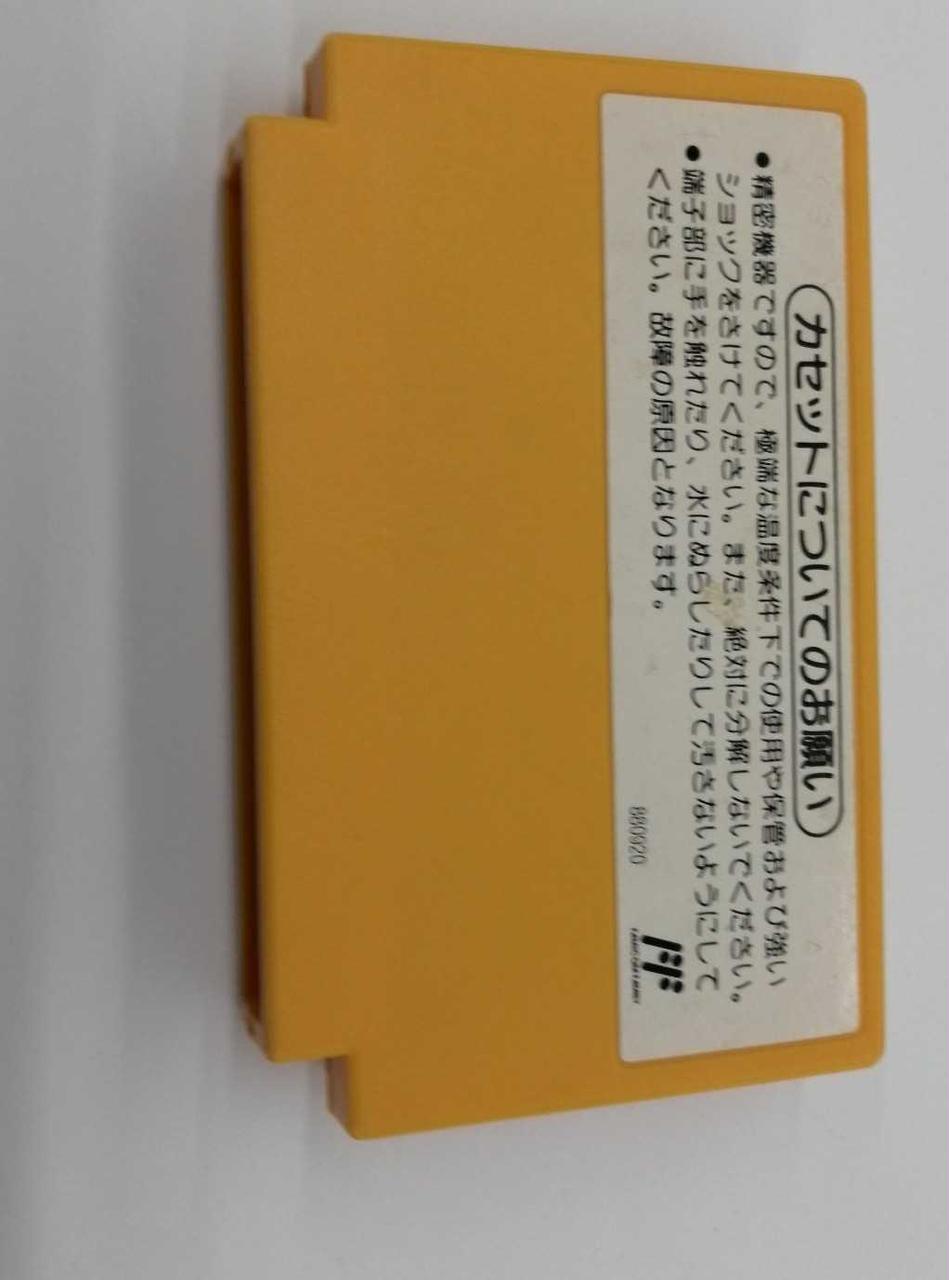 カセットについてのお願い
●精密機器ですので、極端な温度条件下での使用や保管および強い
ショックをさけてください。また、絶対に分解しないでください。
●端子部に手を触れたり、水にぬらしたりして汚さないようにして
ください。故障の原因となります。
880920